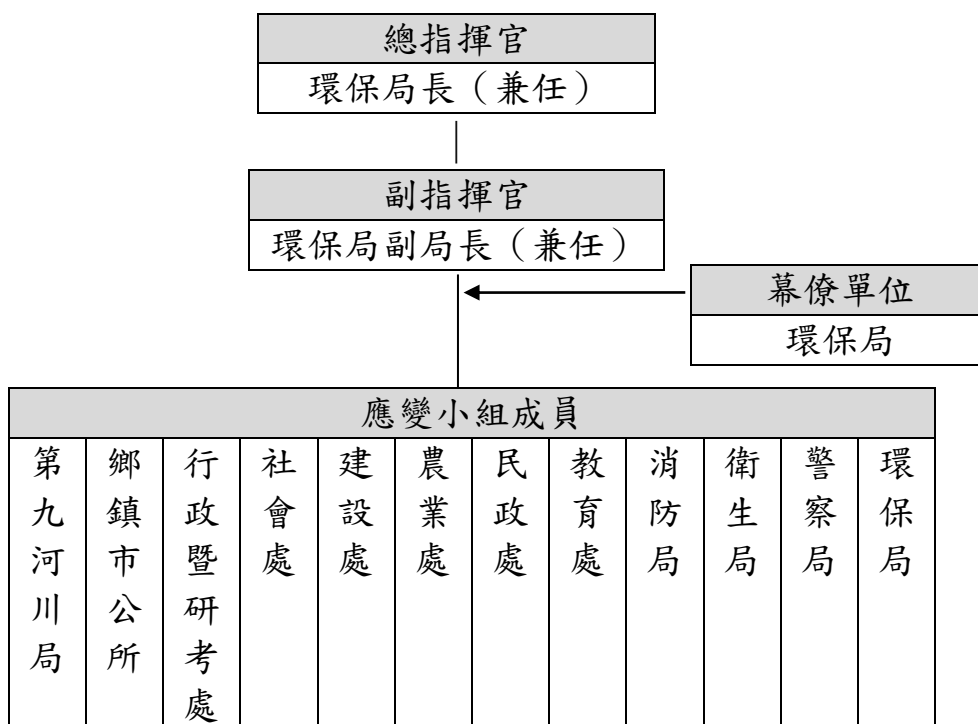 總指揮官
環保局長（兼任）
副指揮官
環保局副局長（兼任）
幕僚單位
環保局
應變小組成員
第九河川局
鄉鎮市公所
行政暨研考處
社會處
建設處
農業處
民政處
教育處
消防局
衛生局
警察局
環保局